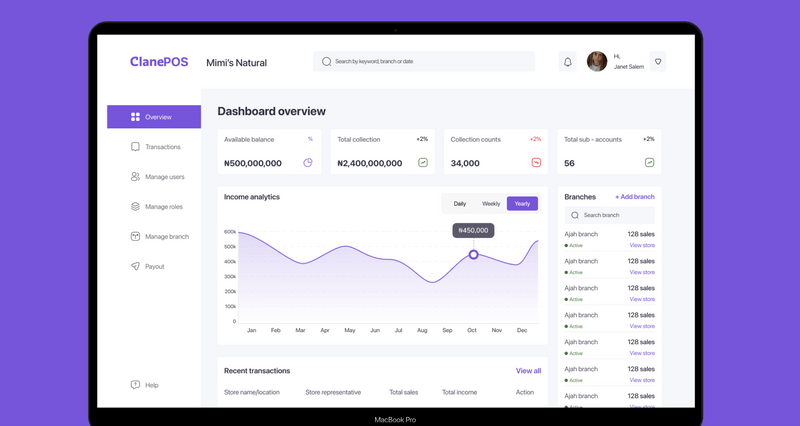 ClanePOS
Mimi's Natural
Search by keyword, branch or date
Hi,
Janet Salem
Overview
Transactions
Manage users
Manage roles
Manage branch
Payout
Help
Dashboard overview
Available balance %
₦500,000,000
Total collection +2%
₦2,400,000,000
Collection counts +2%
34,000
Total sub - accounts +2%
56
Income analytics
Daily Weekly Yearly
₦450,000
600k
500k
400k
300k
200k
100k
0
Jan Feb Mar Apr May Jun Jul Aug Sep Oct Nov Dec
Branches + Add branch
Search branch
Ajah branch 128 sales
Active View store
Ajah branch 128 sales
Active View store
Ajah branch 128 sales
Active View store
Ajah branch 128 sales
Active View store
Ajah branch 128 sales
Active View store
Ajah branch 128 sales
Active View store
Ajah branch 128 sales
Active View store
Recent transactions View all
Store name/location Store representative Total sales Total income Action
MacBook Pro